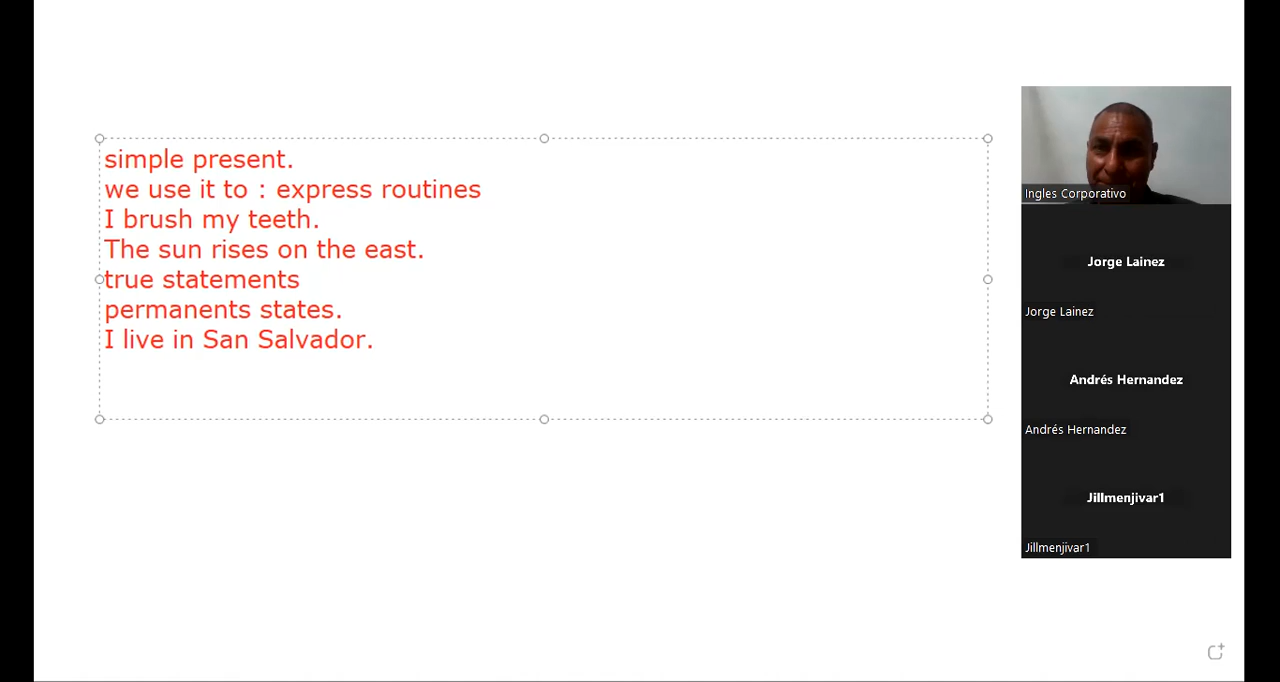 simple present.
we use it to : express routines
I brush my teeth.
The sun rises on the east.
true statements
permanents states.
I live in San Salvador.
Ingles Corporativo
Jorge Lainez
Jorge Lainez
Andrés Hernandez
Andrés Hernandez
Jillmenjivar1
Jillmenjivar1